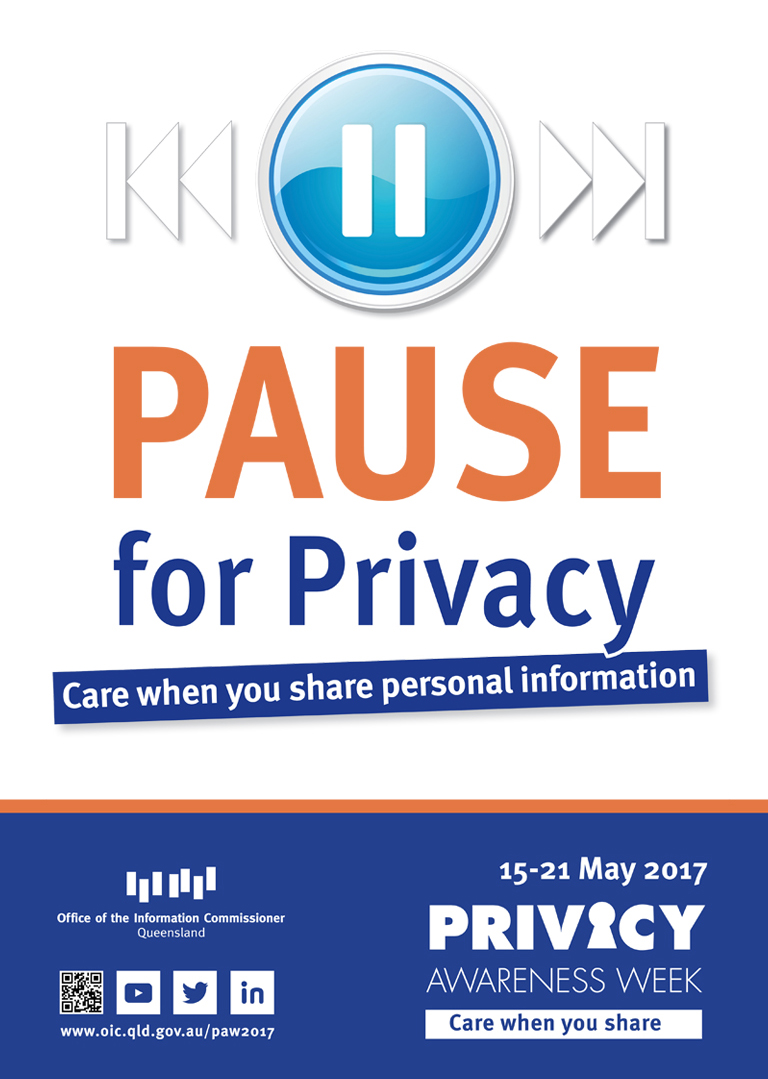 PAUSE
for Privacy
Care when you share personal information
Office of the Information Commissioner
Queensland
www.oic.qld.gov.au/paw2017
15-21 May 2017
PRIVACY
AWARENESS WEEK
Care when you share